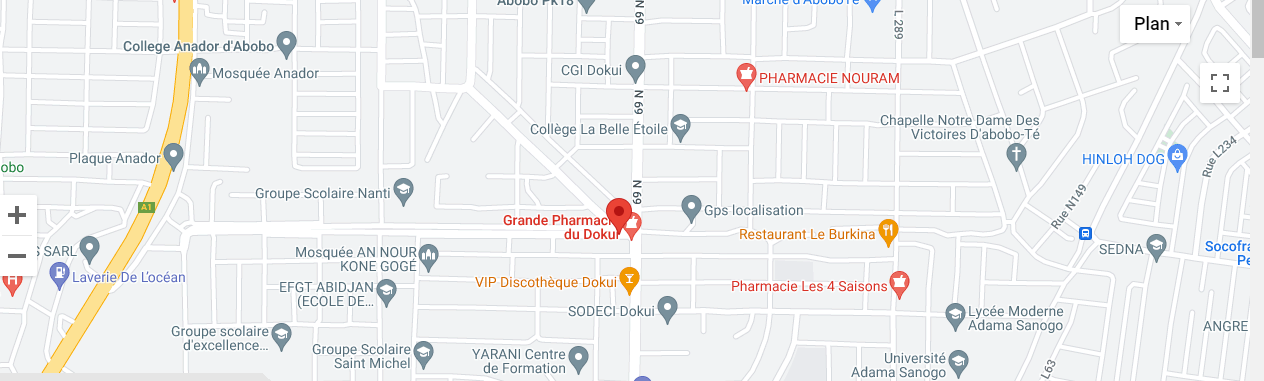 Abobo Pk18
N 69
Marché d'AboboTe
L 289
Plan
College Anador d'Abobo
Mosquée Anador
CGI Dokui
PHARMACIE NOURAM
N 69
Collège La Belle Étoile
Chapelle Notre Dame Des
Victoires D'abobo-Té
Plaque Anador
HINLOH DOG
Rue L234
obo
Groupe Scolaire Nanti
N 69
Rue N149
A1
Gps localisation
Grande Pharmaci
du Dokui
Restaurant Le Burkina
S SARL
SEDNA
Socofra
Pe
Mosquée AN NOUR
KONE GOGÉ
Laverie De L'océan
H
EFGT ABIDJAN
(ECOLE DE...
VIP Discothèque Dokui
Pharmacie Les 4 Saisons
SODECI Dokui
Lycée Moderne
Adama Sanogo
ANGRE
Groupe scolaire
d'excellence...
Groupe Scolaire
Saint Michel
YARANI Centre
de Formation
Université
Adama Sanogo
L63